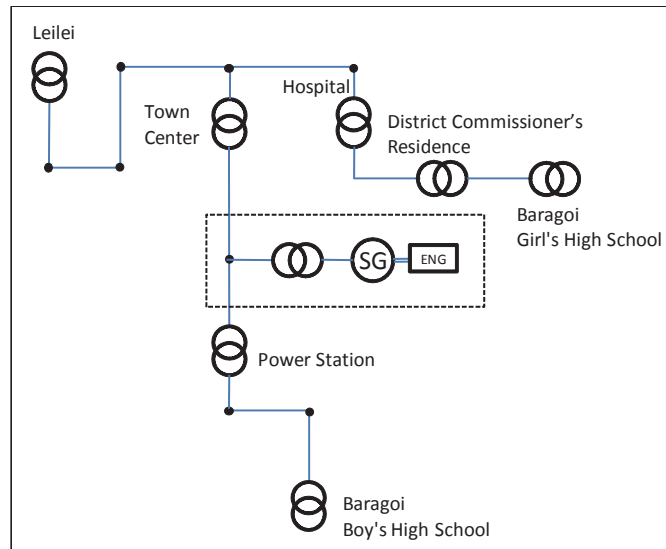 Leilei
Town
Center
Hospital
District Commissioner's
Residence
Baragoi
Girl's High School
SG
ENG
Power Station
Baragoi
Boy's High School